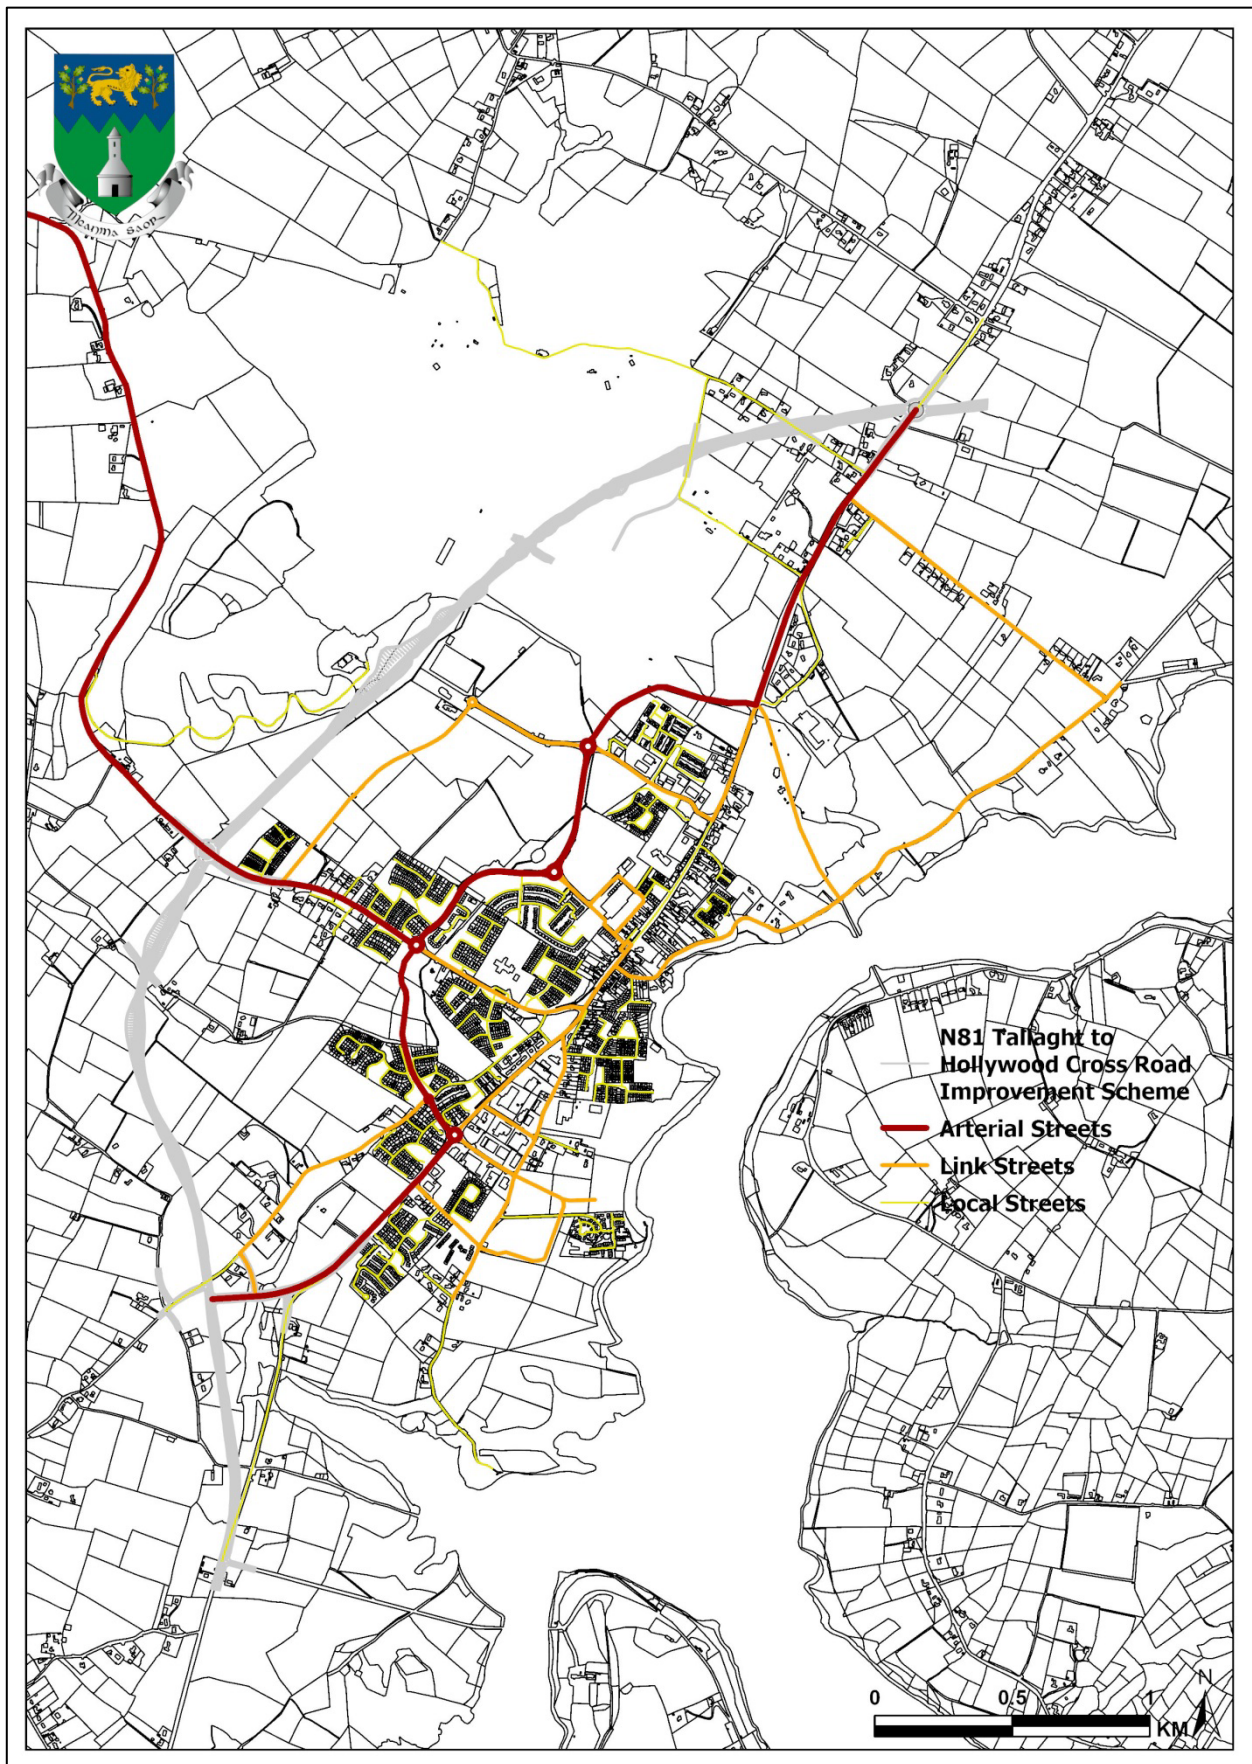 Meanma Saor
N81 Tallaght to
Hollywood Cross Road
Improvement Scheme
Arterial Streets
Link Streets
Local Streets
N
0 0.5 1
KM